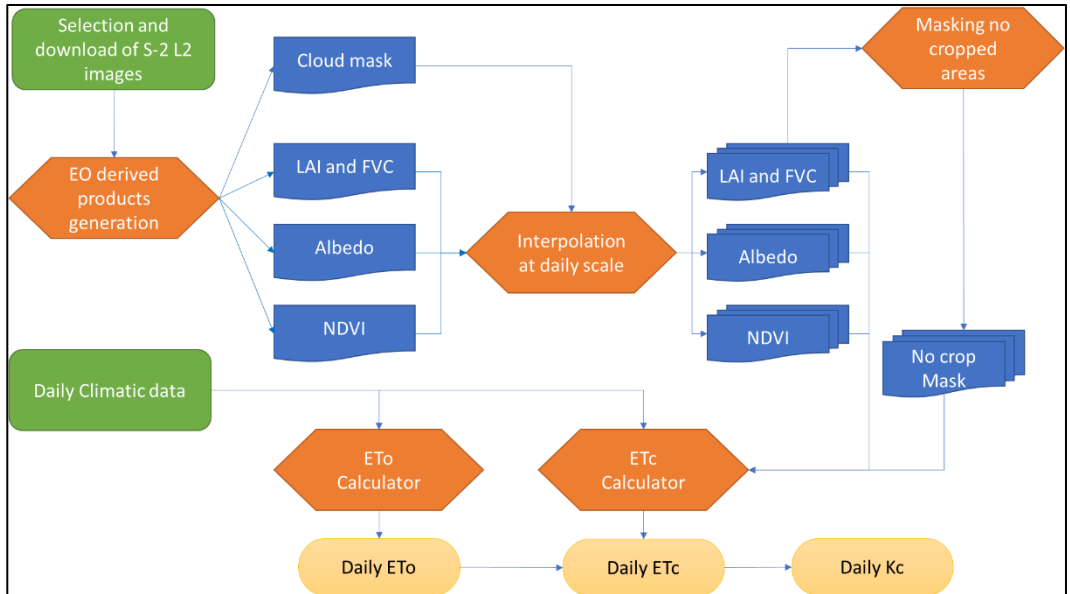 Selection and
download of S-2 L2
images
Cloud mask
Masking no
cropped
areas
EO derived
products
generation
LAI and FVC
LAI and FVC
Albedo
Interpolation
at daily scale
Albedo
NDVI
NDVI
No crop
Mask
Daily Climatic data
ETo
Calculator
ETc
Calculator
Daily ETo
Daily ETc
Daily Kc